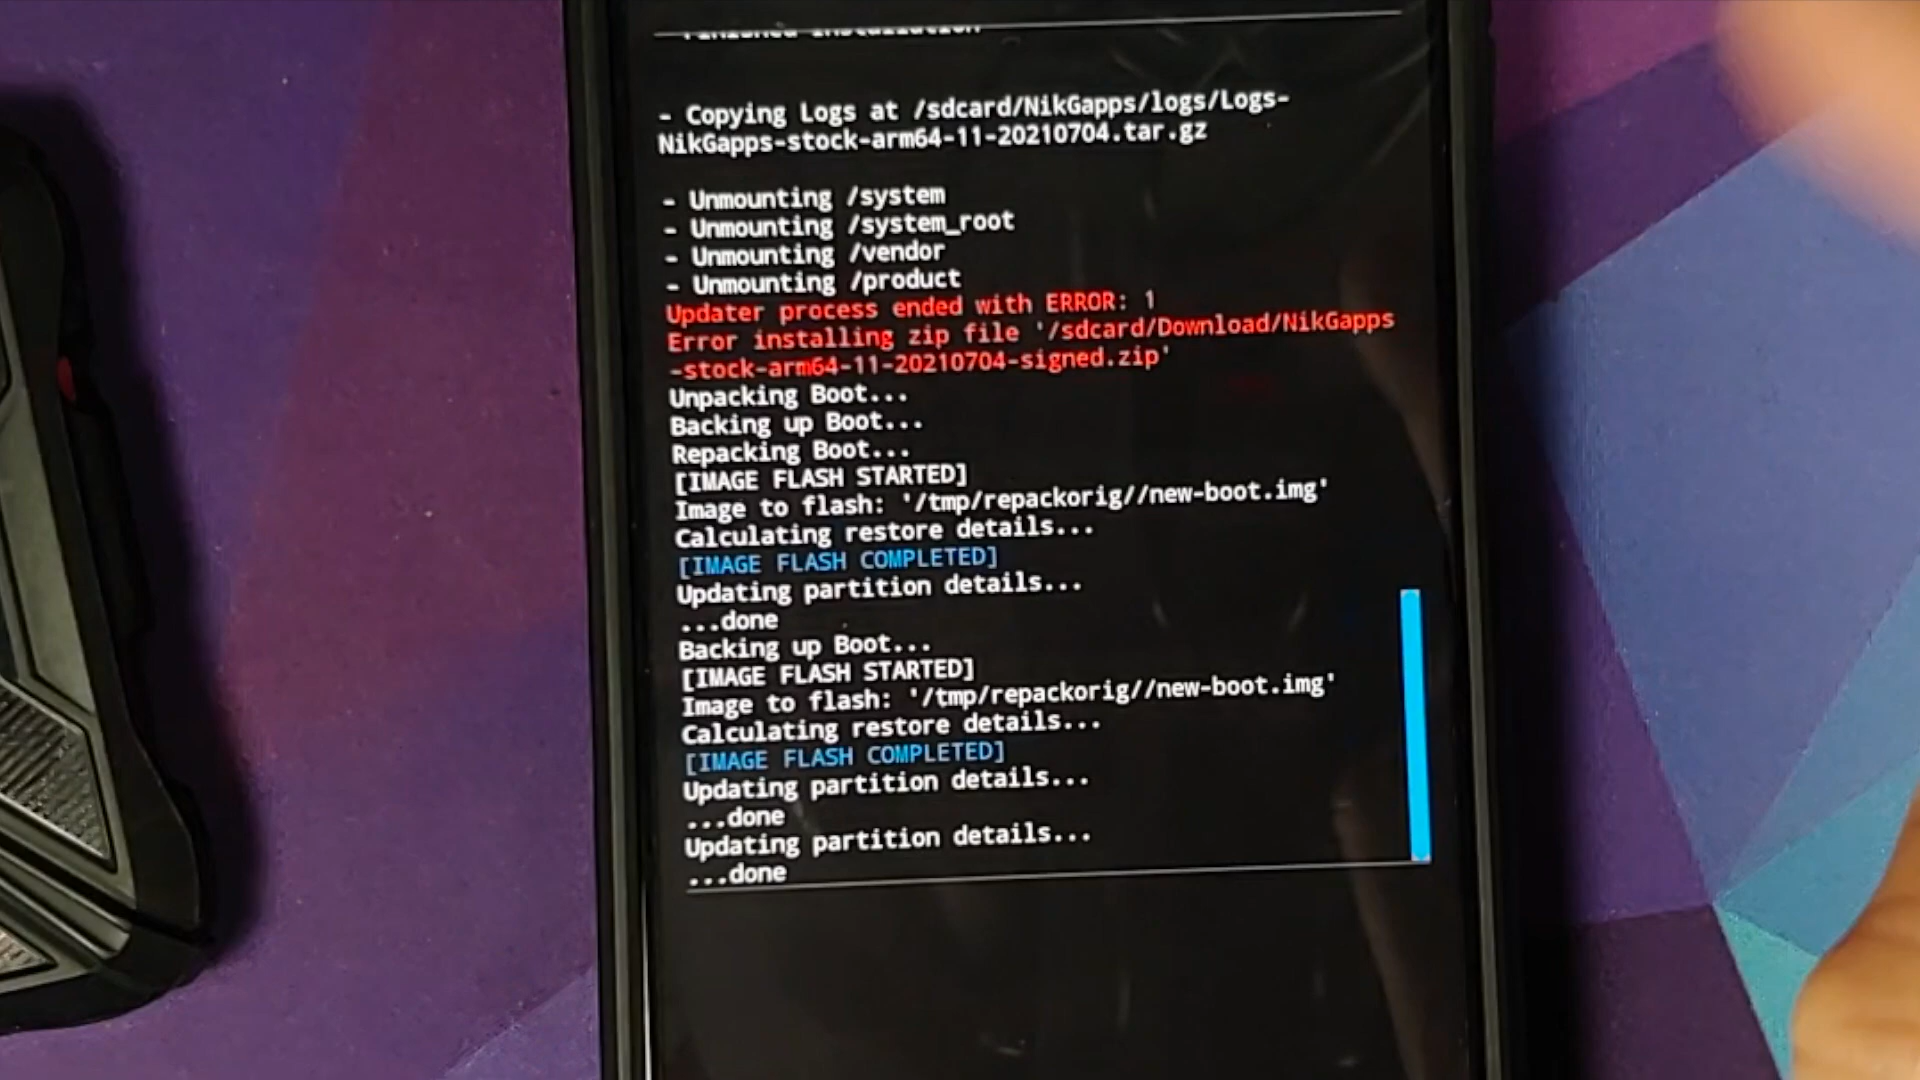 Finished installation
- Copying Logs at /sdcard/NikGapps/logs/Logs-
NikGapps-stock-arm64-11-20210704.tar.gz
- Unmounting /system
- Unmounting /system_root
- Unmounting /vendor
- Unmounting /product
Updater process ended with ERROR: 1
Error installing zip file '/sdcard/Download/NikGapps
-stock-arm64-11-20210704-signed.zip'
Unpacking Boot...
Backing up Boot...
Repacking Boot...
[IMAGE FLASH STARTED]
Image to flash: '/tmp/repackorig//new-boot.img'
Calculating restore details...
[IMAGE FLASH COMPLETED]
Updating partition details...
...done
Backing up Boot...
[IMAGE FLASH STARTED]
Image to flash: '/tmp/repackorig//new-boot.img'
Calculating restore details...
[IMAGE FLASH COMPLETED]
Updating partition details...
...done
Updating partition details...
...done